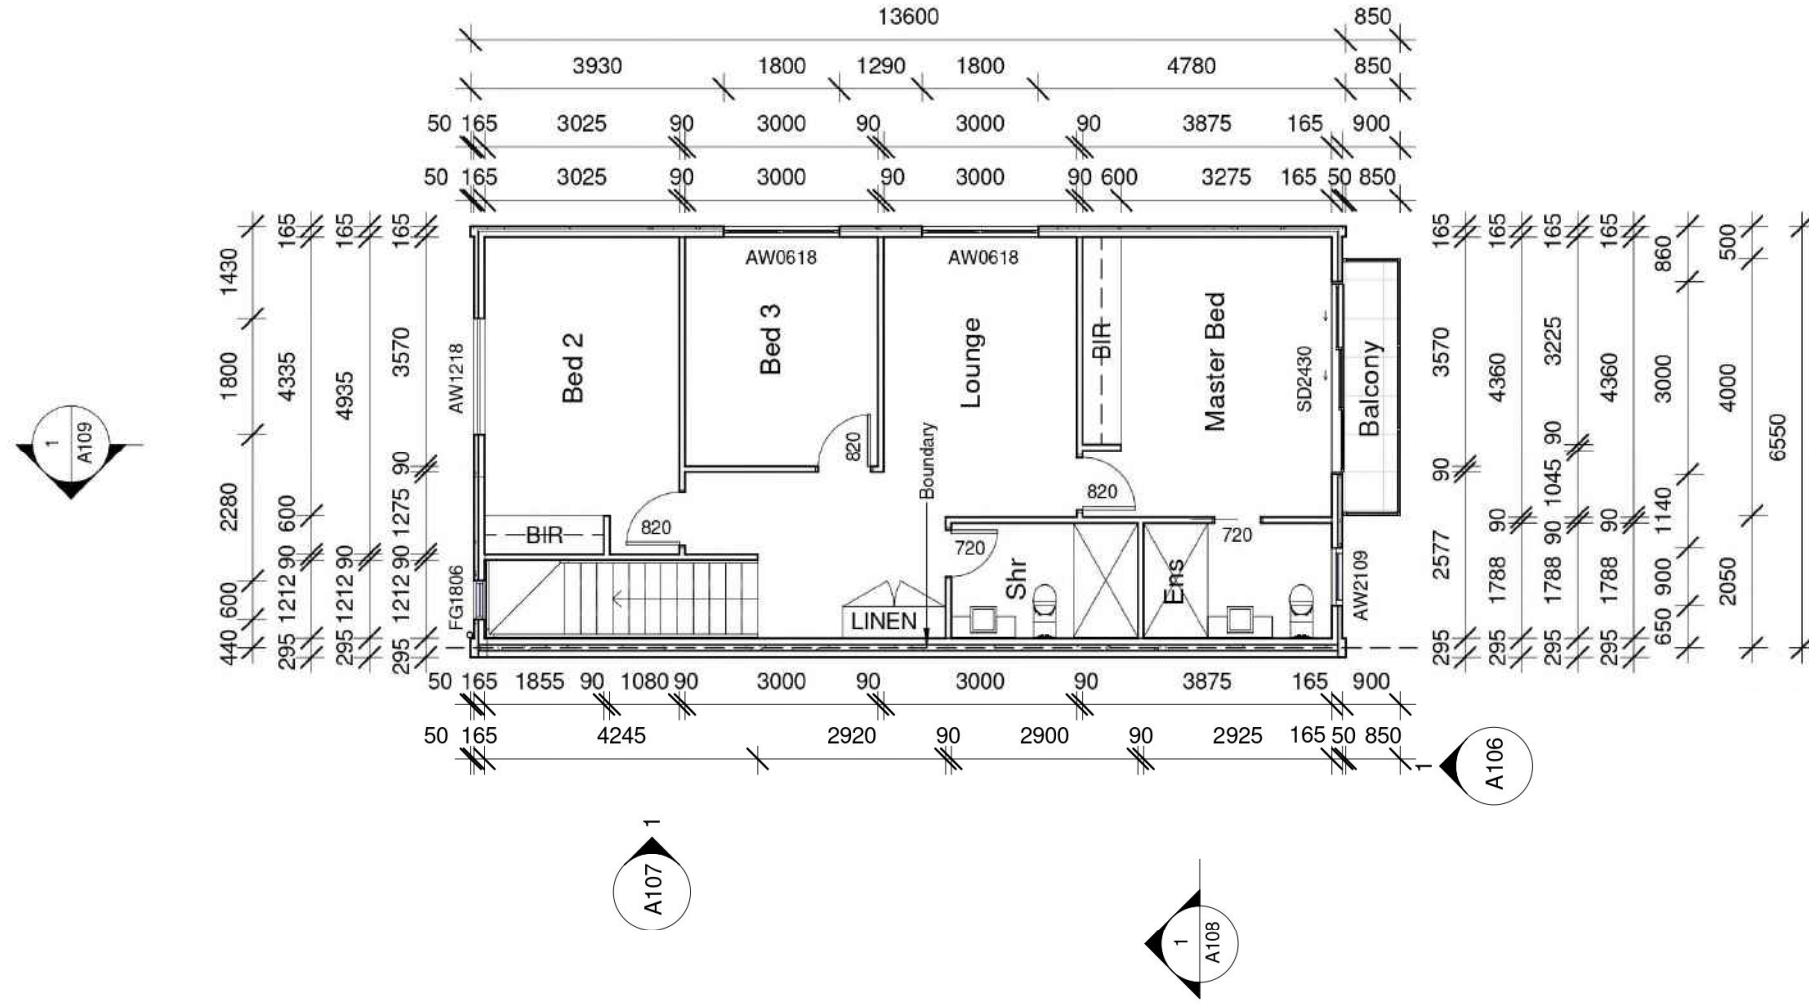 13600 850
3930 1800 1290 1800 4780 850
50 165 3025 90 3000 90 3000 90 3875 165 900
50 165 3025 90 3000 90 3000 90 600 3275 165 50 850
1430 1800 2280 600 440
165 4335 600 90 1212 295
165 4935 90 1212 295
165 3570 90 1275 90 1212 295
AW1218
FG1806
AW0618
AW0618
Bed 2
Bed 3
Lounge
BIR
Master Bed
SD2430
Balcony
820
Boundary
820
820
BIR
720
720
Shr
Ens
LINEN
AW2109
165 3570 90 2577 295
165 4360 90 1788 295
165 3225 90 1045 90 1788 295
165 4360 90 1788 295
860 3000 1140 900 650
500 4000 2050
6550
50 165 1855 90 1080 90 3000 90 3000 90 3875 165 900
50 165 4245 2920 90 2900 90 2925 165 50 850
1
A109
1
A106
1
A107
1
A108